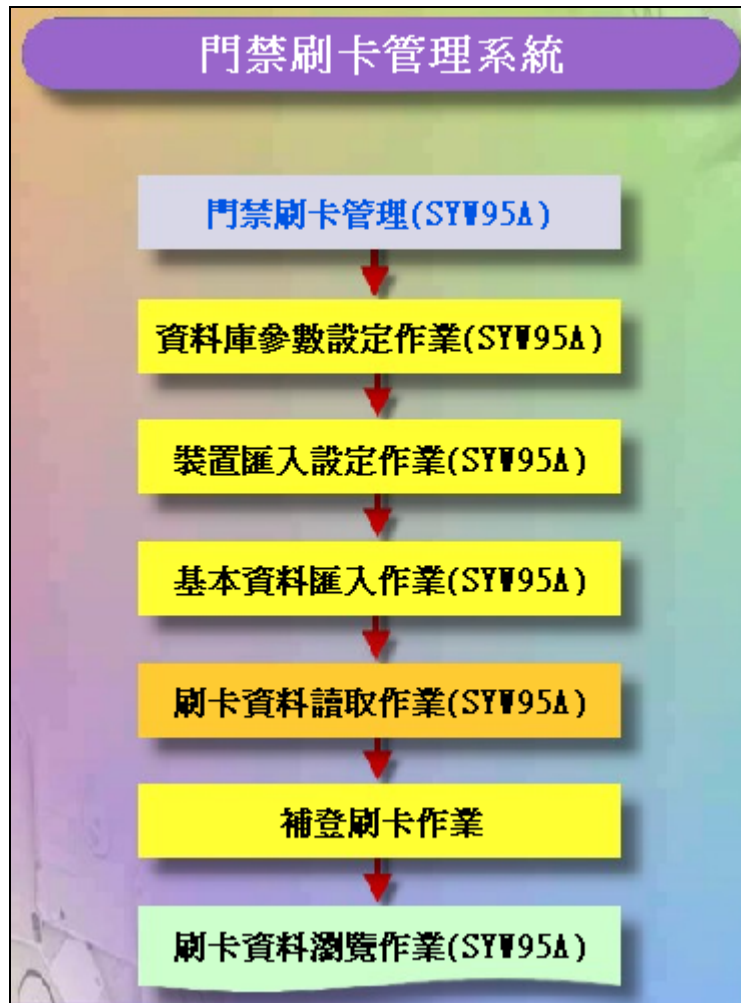 門禁刷卡管理系統
門禁刷卡管理(SYW95A)
資料庫參數設定作業(SYW95A)
裝置匯入設定作業(SYW95A)
基本資料匯入作業(SYW95A)
刷卡資料讀取作業(SYW95A)
補登刷卡作業
刷卡資料瀏覽作業(SYW95A)